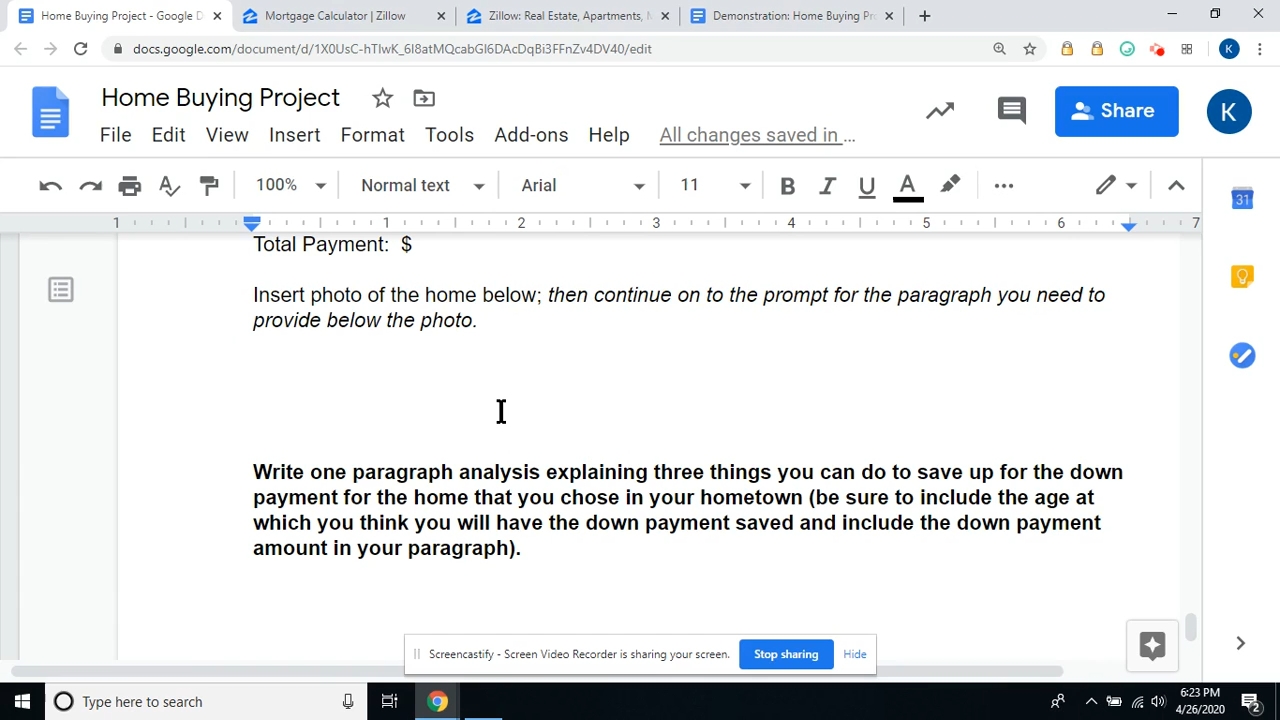 Home Buying Project - Google D
Mortgage Calculator | Zillow
Zillow: Real Estate, Apartments, M
Demonstration: Home Buying Pr
docs.google.com/document/d/1X0UsC-hTIwK_6I8atMQcabGl6DAcDqBi3FFnZv4DV40/edit
K
Home Buying Project
Share
K
File Edit View Insert Format Tools Add-ons Help All changes saved in …
100% Normal text Arial 11 B I U A
31
1 1 2 3 4 5 6 7
Total Payment: $
Insert photo of the home below; then continue on to the prompt for the paragraph you need to
provide below the photo.
Write one paragraph analysis explaining three things you can do to save up for the down
payment for the home that you chose in your hometown (be sure to include the age at
which you think you will have the down payment saved and include the down payment
amount in your paragraph).
Screencastify - Screen Video Recorder is sharing your screen. Stop sharing Hide
Type here to search
6:23 PM
4/26/2020
2